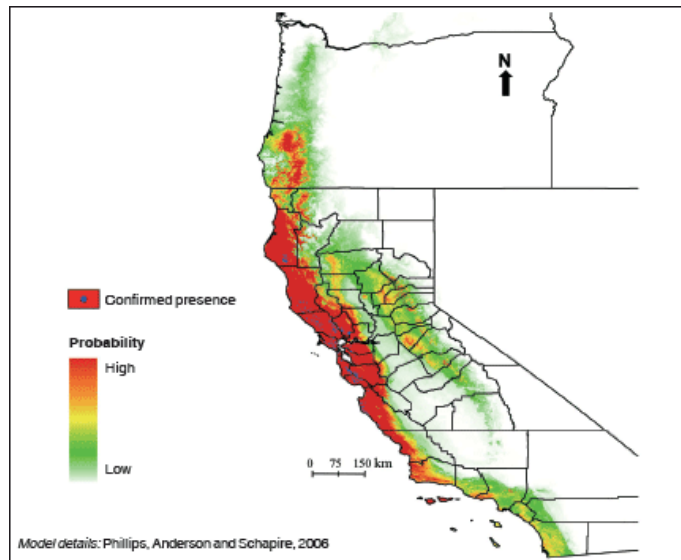 N
Confirmed presence
Probability
High
Low
0 75 150 km
Model details: Phillips, Anderson and Schapire, 2006